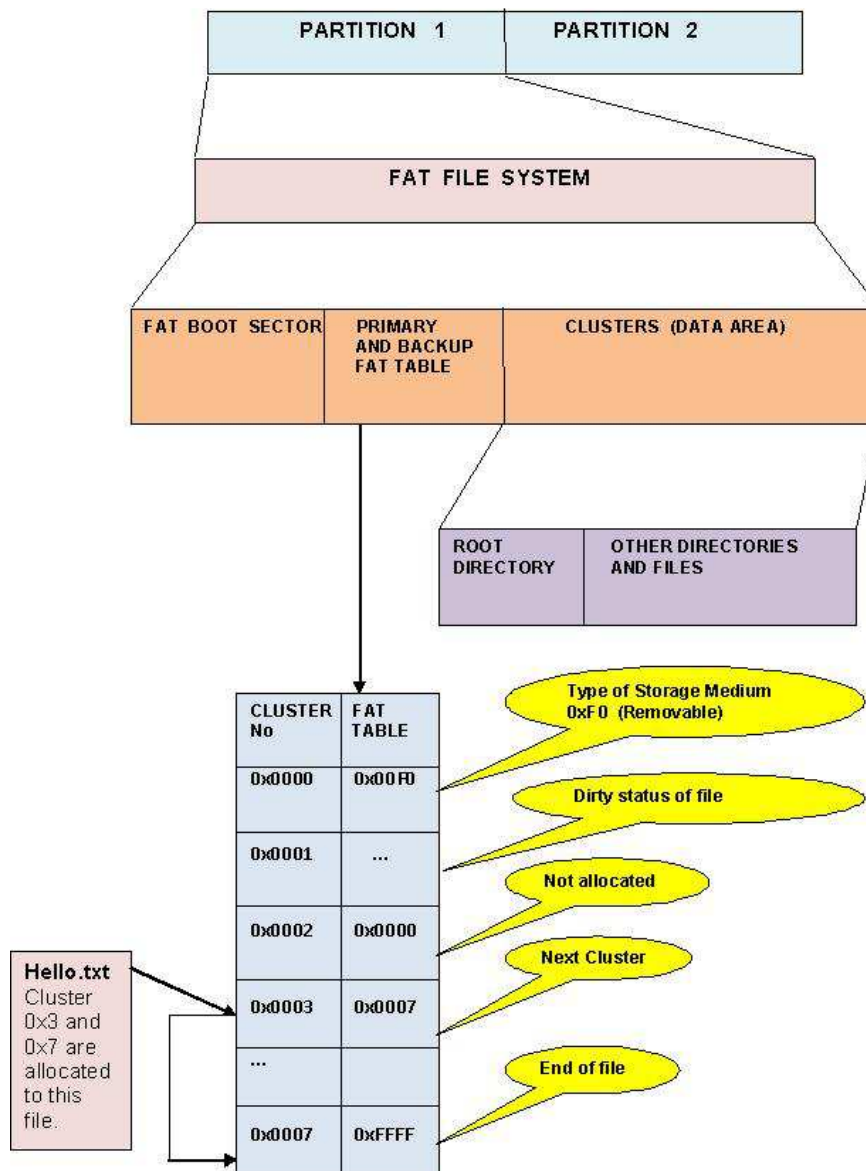 PARTITION 1
PARTITION 2
FAT FILE SYSTEM
FAT BOOT SECTOR
PRIMARY
AND BACKUP
FAT TABLE
CLUSTERS (DATA AREA)
ROOT
DIRECTORY
OTHER DIRECTORIES
AND FILES
CLUSTER
No
FAT
TABLE
Type of Storage Medium
0xF0 (Removable)
0x0000
0x00F0
Dirty status of file
0x0001
...
Not allocated
0x0002
0x0000
Next Cluster
Hello.txt
Cluster
0x3 and
0x7 are
allocated
to this
file.
0x0003
0x0007
...
End of file
0x0007
0xFFFF